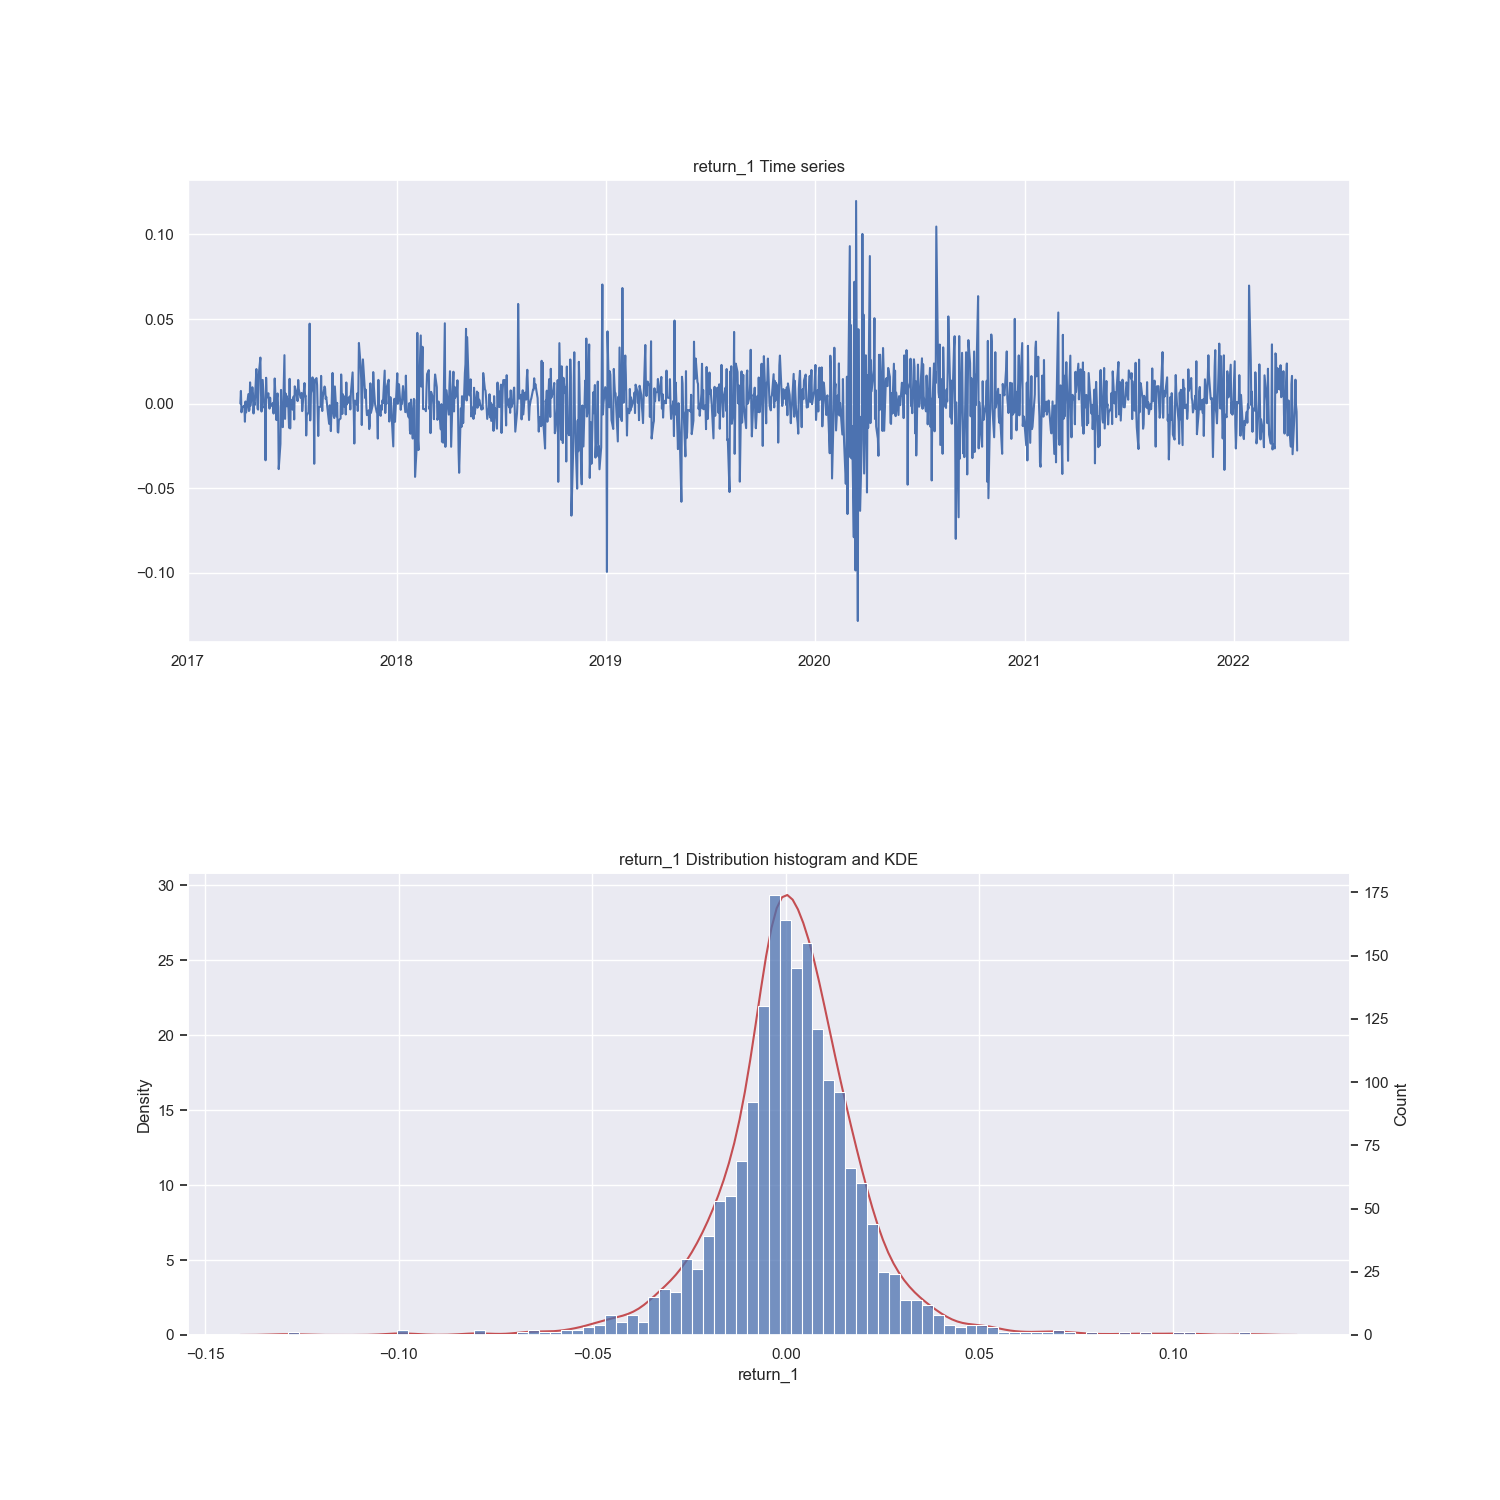 return_1 Time series
0.10
0.05
0.00
−0.05
−0.10
2017 2018 2019 2020 2021 2022
return_1 Distribution histogram and KDE
30
25
20
15
10
5
0
Density
175
150
125
100
75
50
25
0
Count
−0.15 −0.10 −0.05 0.00 0.05 0.10
return_1